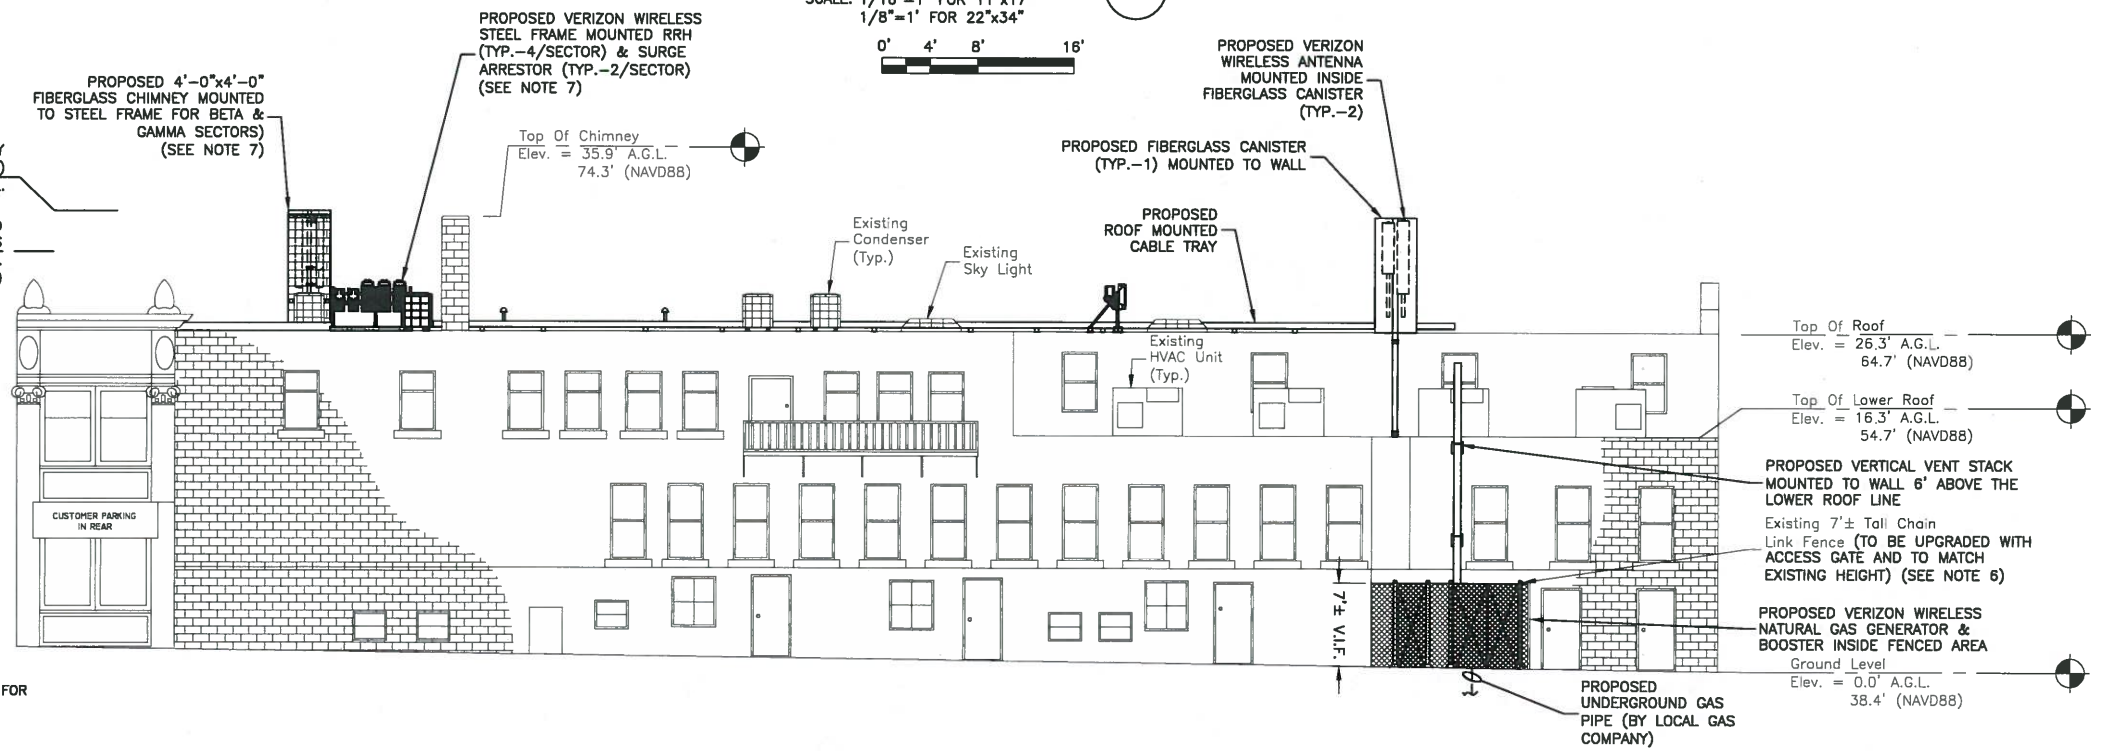 SCALE: 1/16"=1' FOR 11"x17"
1/8"=1' FOR 22"x34"
0' 4' 8' 16'
PROPOSED VERIZON WIRELESS
STEEL FRAME MOUNTED RRH
(TYP.-4/SECTOR) & SURGE
ARRESTOR (TYP.-2/SECTOR)
(SEE NOTE 7)
PROPOSED 4'-0"x4'-0"
FIBERGLASS CHIMNEY MOUNTED
TO STEEL FRAME FOR BETA &
GAMMA SECTORS)
(SEE NOTE 7)
Top Of Chimney
Elev. = 35.9' A.G.L.
74.3' (NAVD88)
PROPOSED VERIZON
WIRELESS ANTENNA
MOUNTED INSIDE
FIBERGLASS CANISTER
(TYP.-2)
PROPOSED FIBERGLASS CANISTER
(TYP.-1) MOUNTED TO WALL
PROPOSED
ROOF MOUNTED
CABLE TRAY
Existing
Condenser
(Typ.)
Existing
Sky Light
Existing
HVAC Unit
(Typ.)
Top Of Roof
Elev. = 26.3' A.G.L.
64.7' (NAVD88)
Top Of Lower Roof
Elev. = 16.3' A.G.L.
54.7' (NAVD88)
PROPOSED VERTICAL VENT STACK
MOUNTED TO WALL 6' ABOVE THE
LOWER ROOF LINE
Existing 7'± Tall Chain
Link Fence (TO BE UPGRADED WITH
ACCESS GATE AND TO MATCH
EXISTING HEIGHT) (SEE NOTE 6)
PROPOSED VERIZON WIRELESS
NATURAL GAS GENERATOR &
BOOSTER INSIDE FENCED AREA
Ground Level
Elev. = 0.0' A.G.L.
38.4' (NAVD88)
CUSTOMER PARKING
IN REAR
7'± V.I.F.
PROPOSED
UNDERGROUND GAS
PIPE (BY LOCAL GAS
COMPANY)
FOR